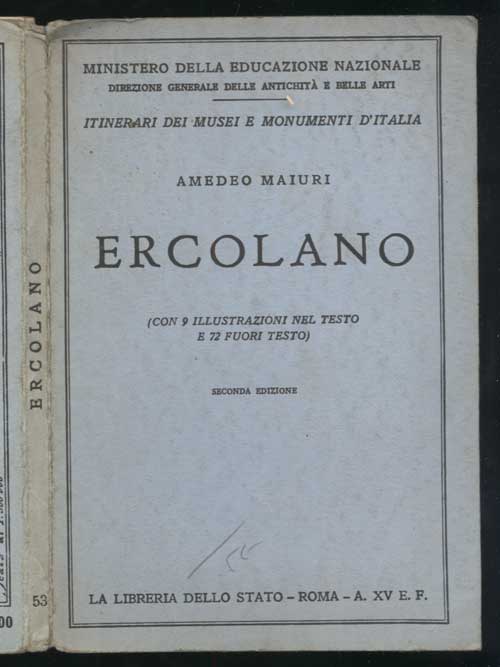 MINISTERO DELLA EDUCAZIONE NAZIONALE
DIREZIONE GENERALE DELLE ANTICHITÀ E BELLE ARTI
ITINERARI DEI MUSEI E MONUMENTI D'ITALIA
AMEDEO MAIURI
ERCOLANO
(CON 9 ILLUSTRAZIONI NEL TESTO
E 72 FUORI TESTO)
SECONDA EDIZIONE
LA LIBRERIA DELLO STATO - ROMA - A. XV E. F.
ERCOLANO
53
00